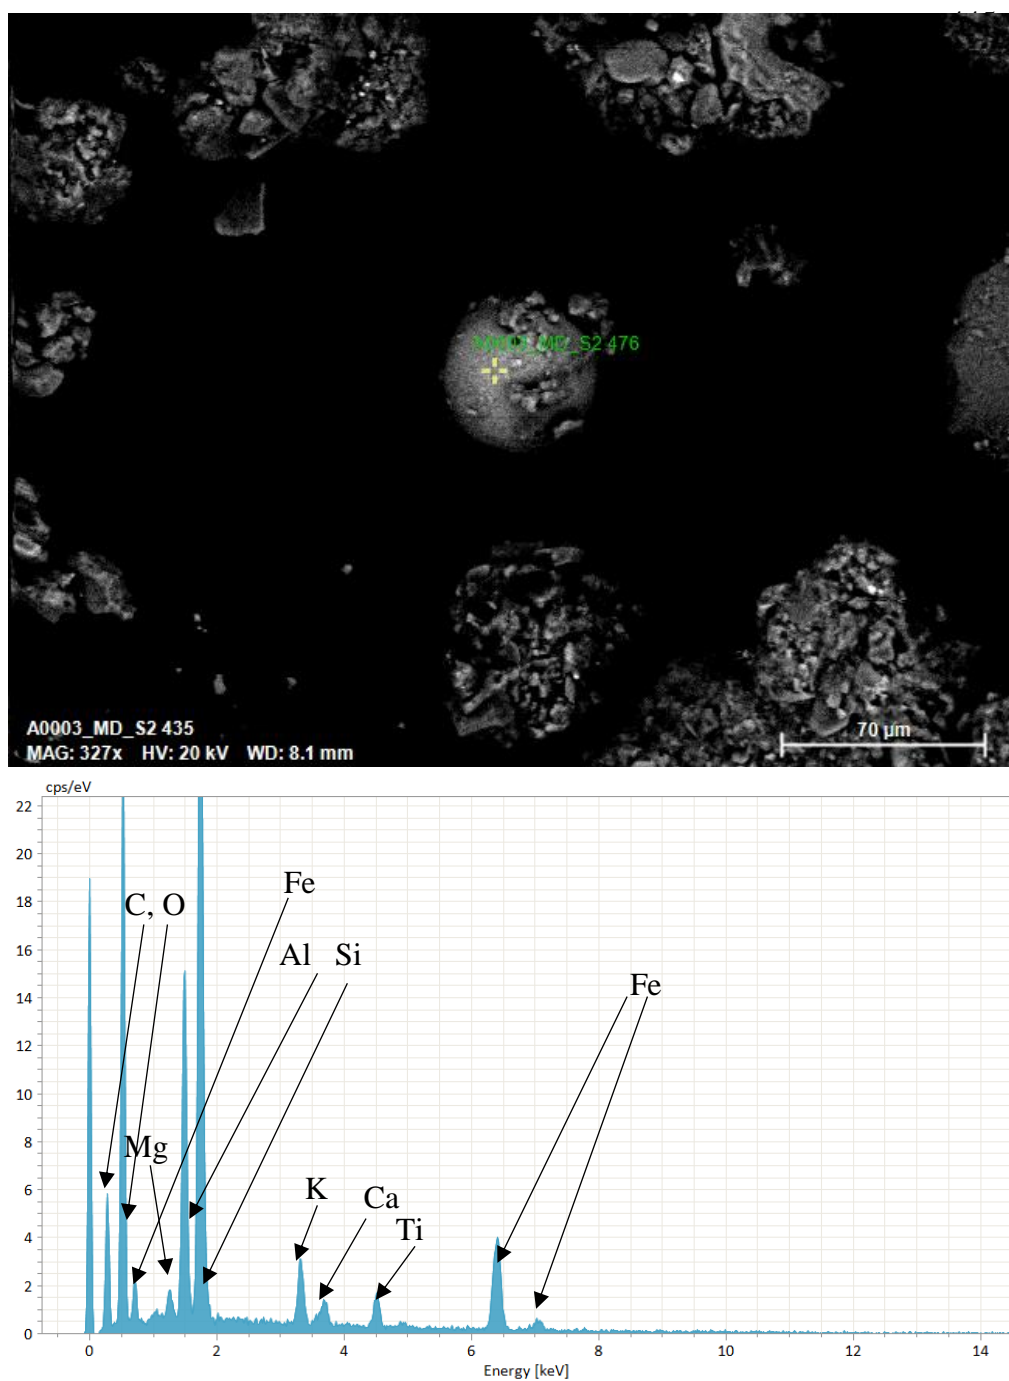 A0003_MD_S2 476
A0003_MD_S2 435
MAG: 327x HV: 20 kV WD: 8.1 mm
70 µm
cps/eV
22
20
18
16
14
12
10
8
6
4
2
0
C, O
Fe
Al Si
Fe
Mg
K
Ca
Ti
0 2 4 6 8 10 12 14
Energy [keV]